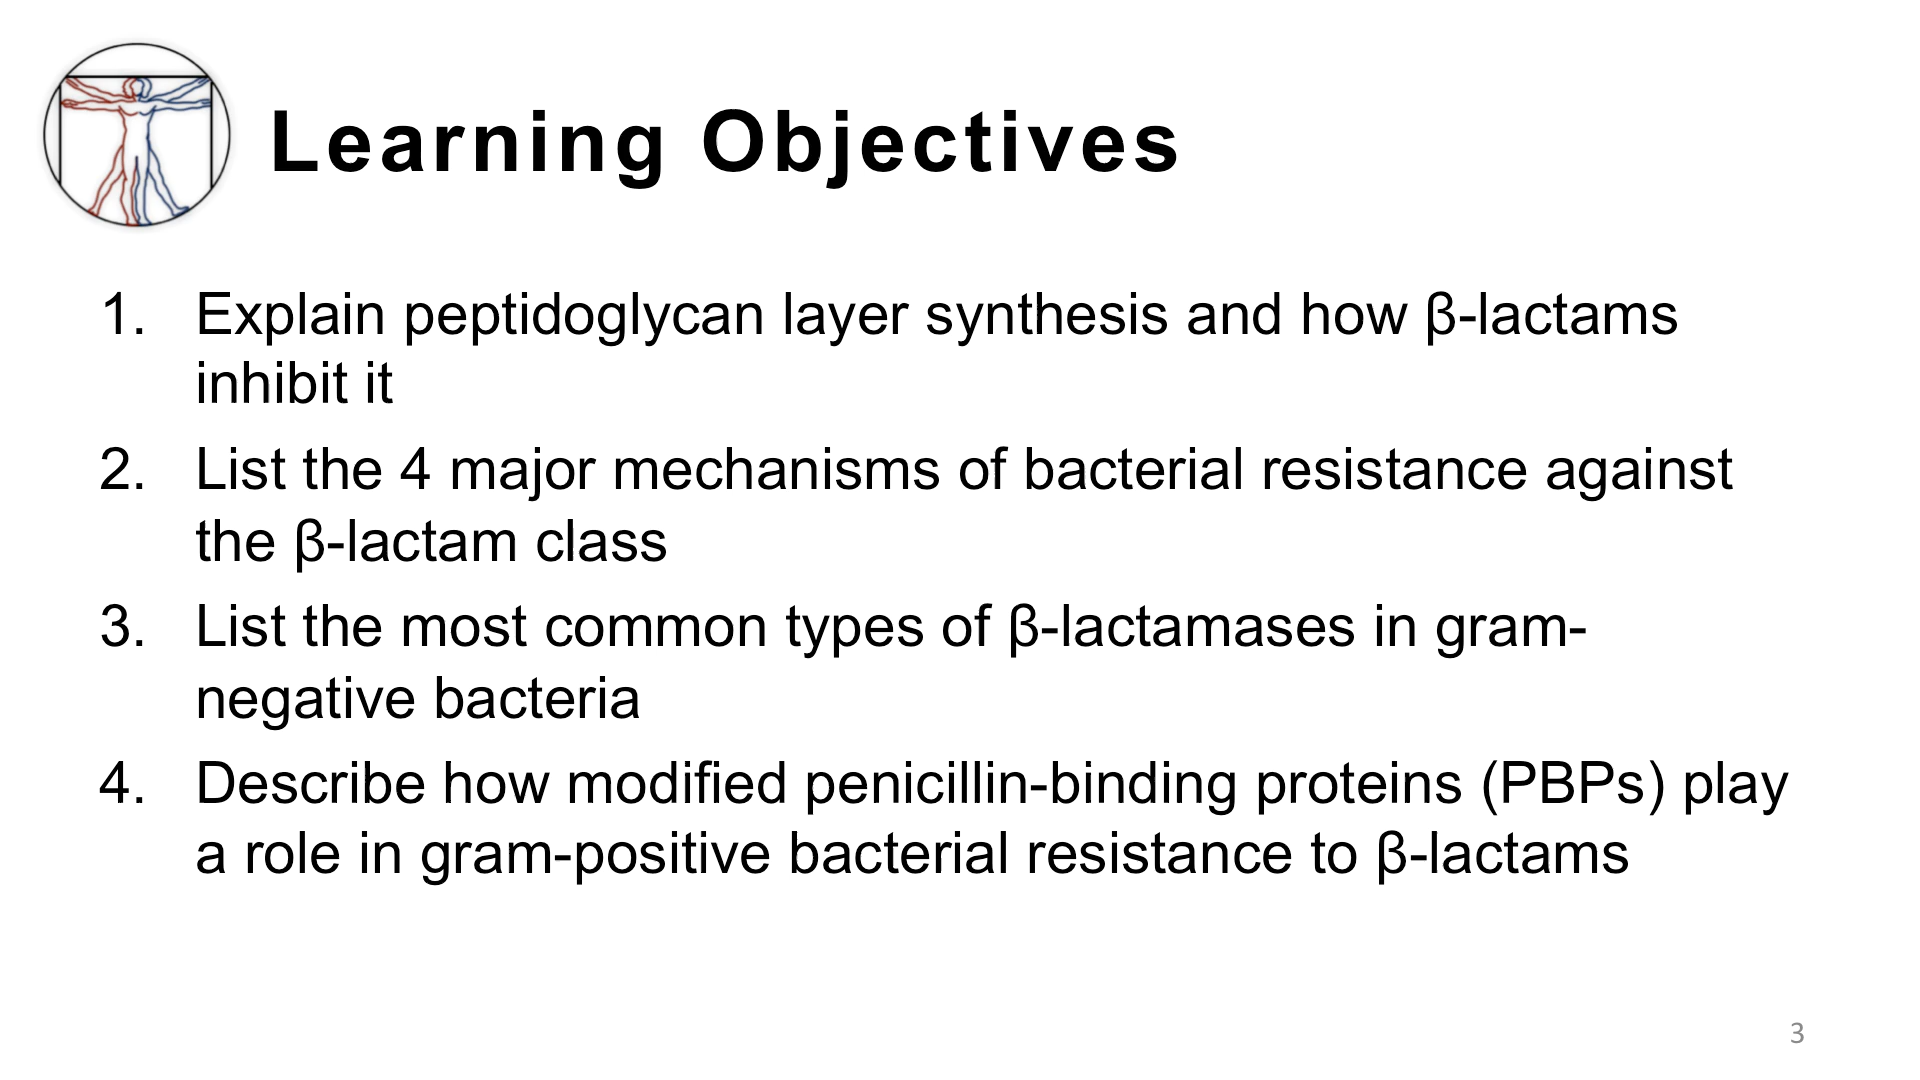 Learning Objectives
1. Explain peptidoglycan layer synthesis and how β-lactams
inhibit it
2. List the 4 major mechanisms of bacterial resistance against
the β-lactam class
3. List the most common types of β-lactamases in gram-
negative bacteria
4. Describe how modified penicillin-binding proteins (PBPs) play
a role in gram-positive bacterial resistance to β-lactams
3